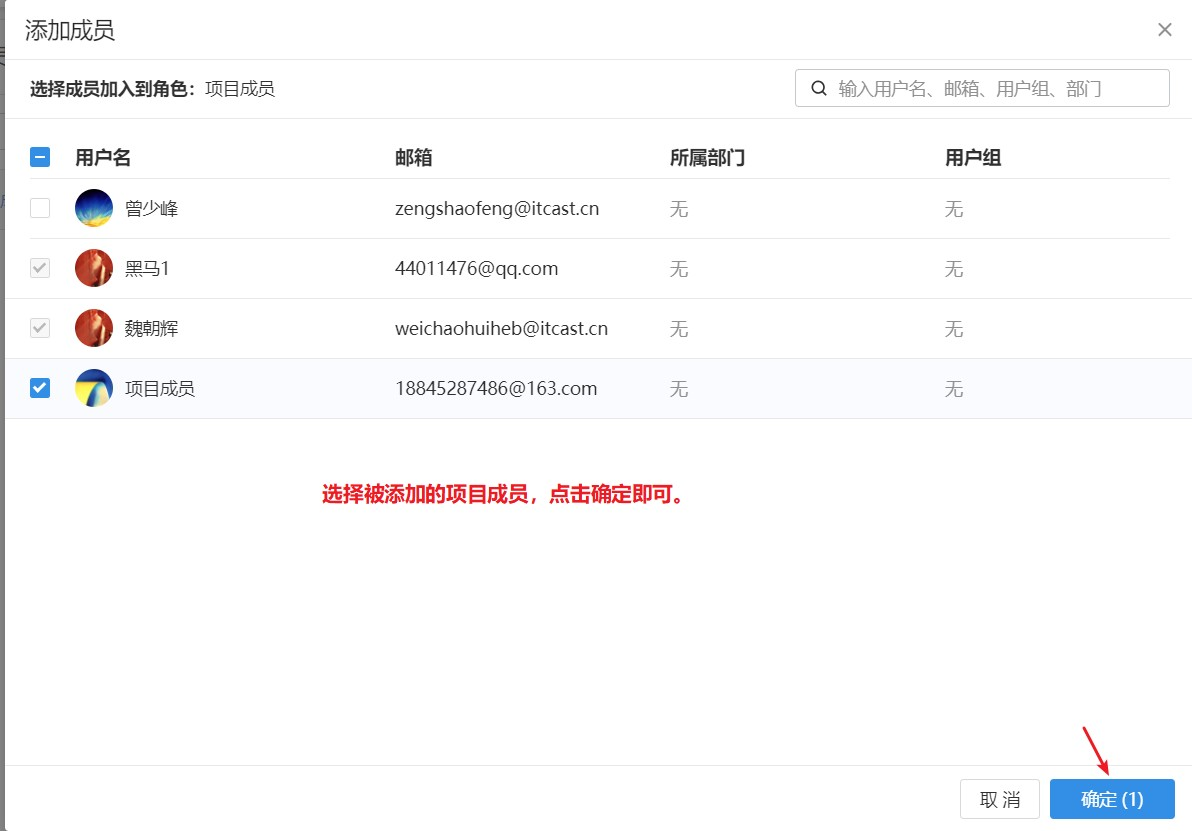 添加成员
选择成员加入到角色：项目成员
输入用户名、邮箱、用户组、部门
用户名 邮箱 所属部门 用户组
曾少峰 zengshaofeng@itcast.cn 无 无
黑马1 44011476@qq.com 无 无
魏朝辉 weichaohuiheb@itcast.cn 无 无
项目成员 18845287486@163.com 无 无
选择被添加的项目成员，点击确定即可。
取 消 确定 (1)